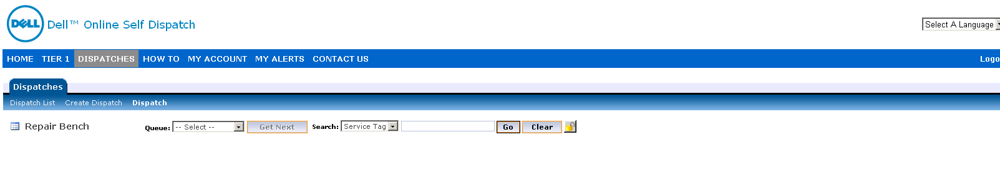 DELL Dell™ Online Self Dispatch
Select A Language
HOME TIER 1 DISPATCHES HOW TO MY ACCOUNT MY ALERTS CONTACT US Logo
Dispatches
Dispatch List Create Dispatch Dispatch
Repair Bench Queue: -- Select -- Get Next Search: Service Tag Go Clear